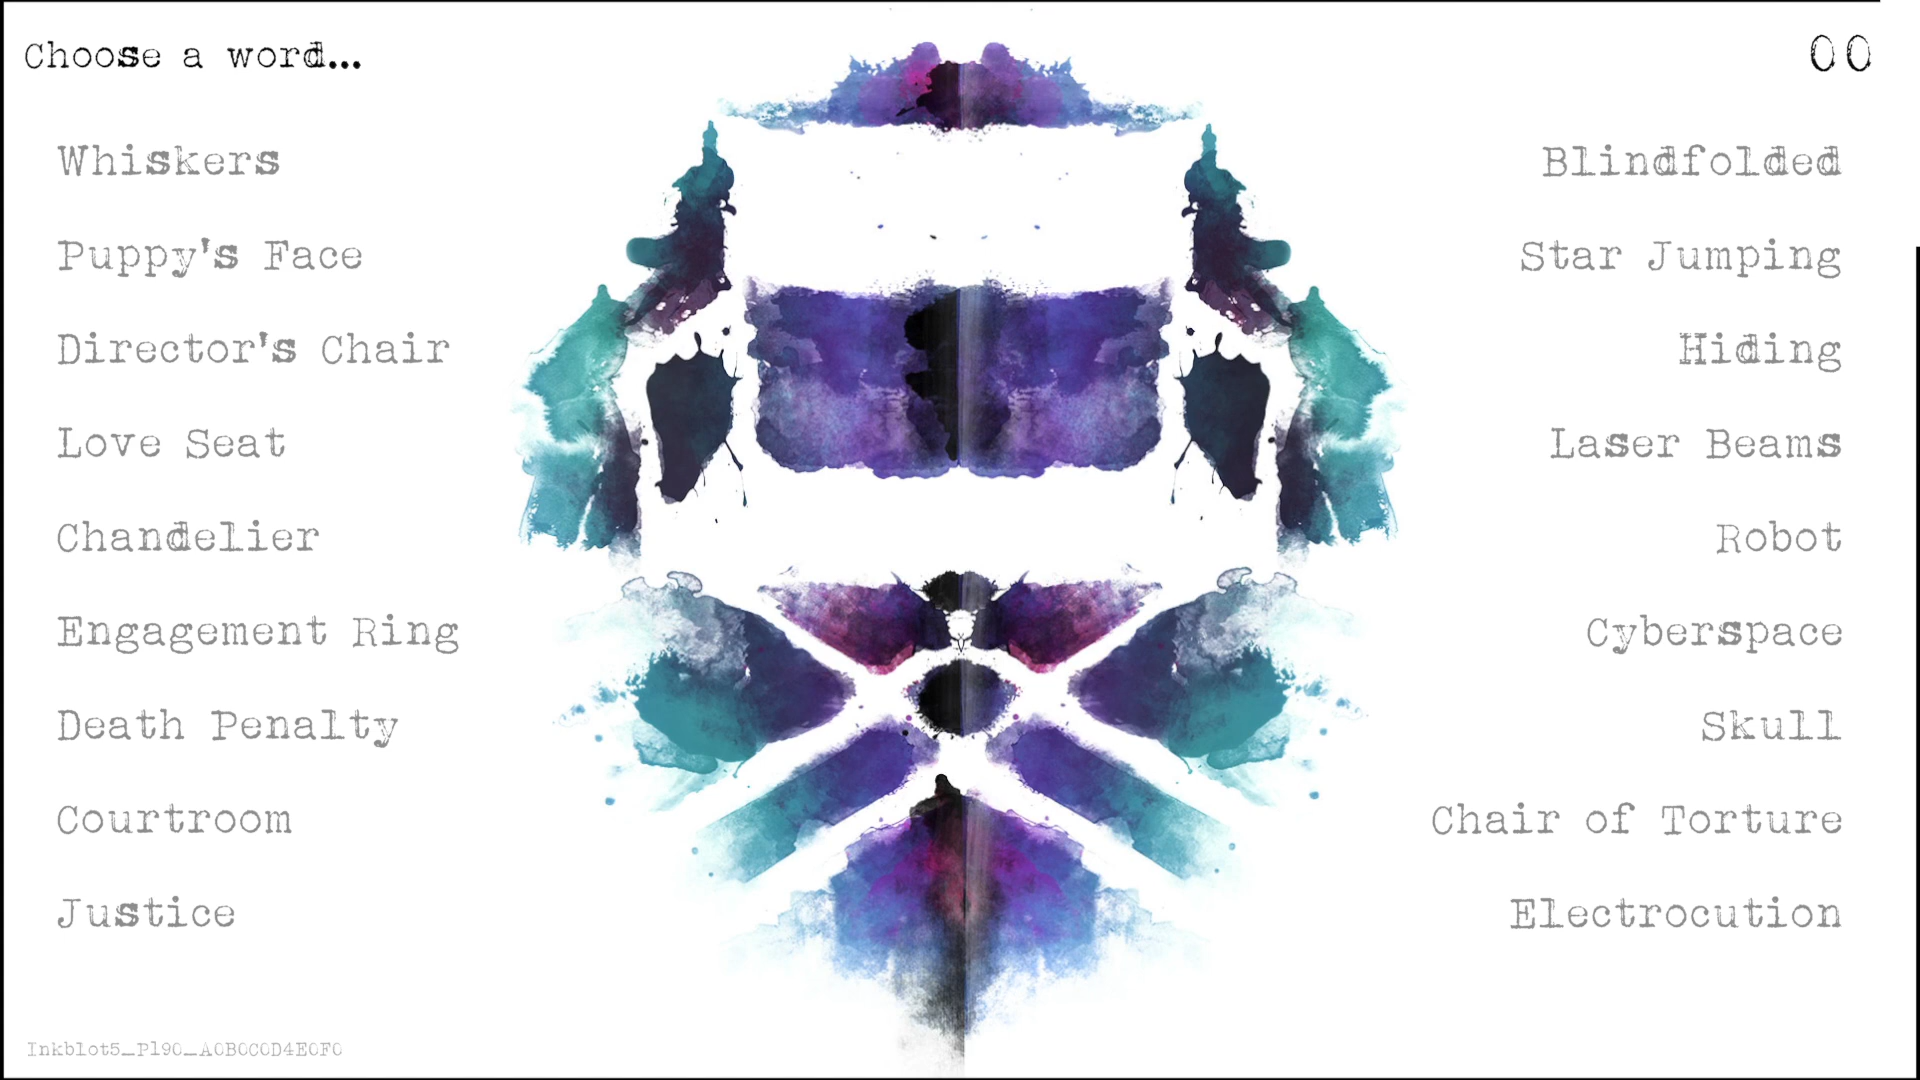 Choose a word...
00
Whiskers
Puppy's Face
Director's Chair
Love Seat
Chandelier
Engagement Ring
Death Penalty
Courtroom
Justice
Blindfolded
Star Jumping
Hiding
Laser Beams
Robot
Cyberspace
Skull
Chair of Torture
Electrocution
Inkblot5_Pl90_A0B0C0D4E0F0